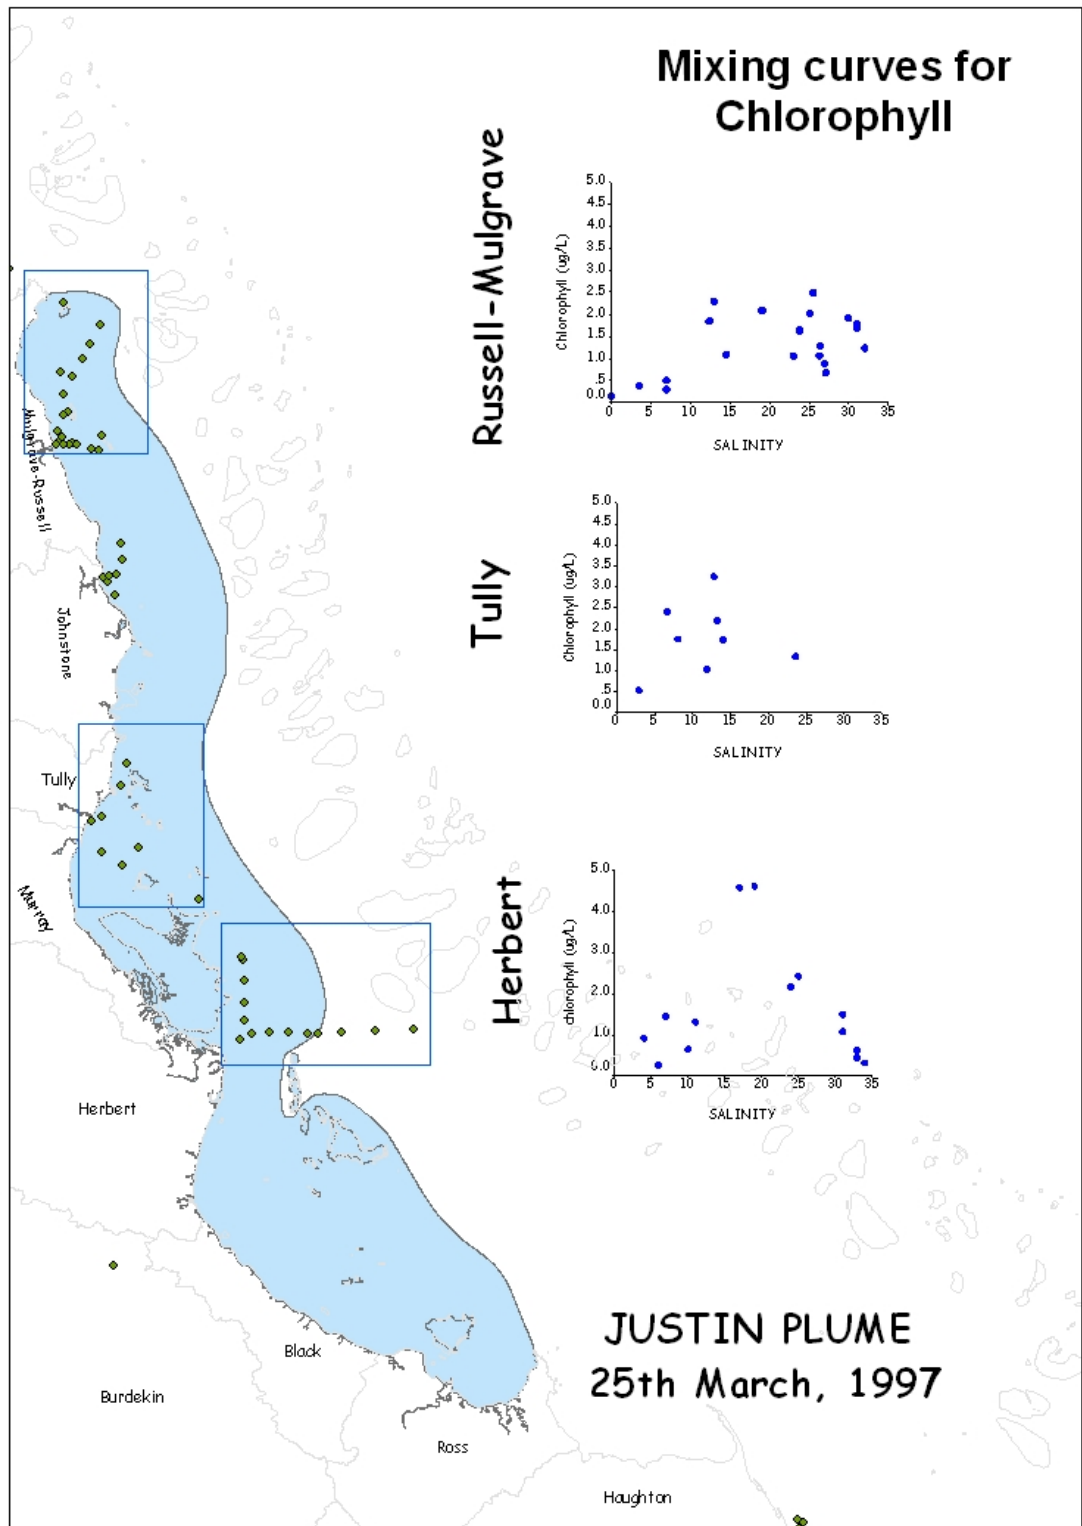 Mixing curves for
Chlorophyll
Russell-Mulgrave
Chlorophyll (ug/L)
5.0
4.5
4.0
3.5
3.0
2.5
2.0
1.5
1.0
.5
0.0
0 5 10 15 20 25 30 35
SALINITY
Mulgrave-Russell
Johnstone
Tully
Chlorophyll (ug/L)
5.0
4.5
4.0
3.5
3.0
2.5
2.0
1.5
1.0
.5
0.0
0 5 10 15 20 25 30 35
SALINITY
Tully
Murray
Herbert
chlorophyll (ug/L)
5.0
4.0
3.0
2.0
1.0
0.0
0 5 10 15 20 25 30 35
SALINITY
Herbert
JUSTIN PLUME
25th March, 1997
Black
Burdekin
Ross
Haughton